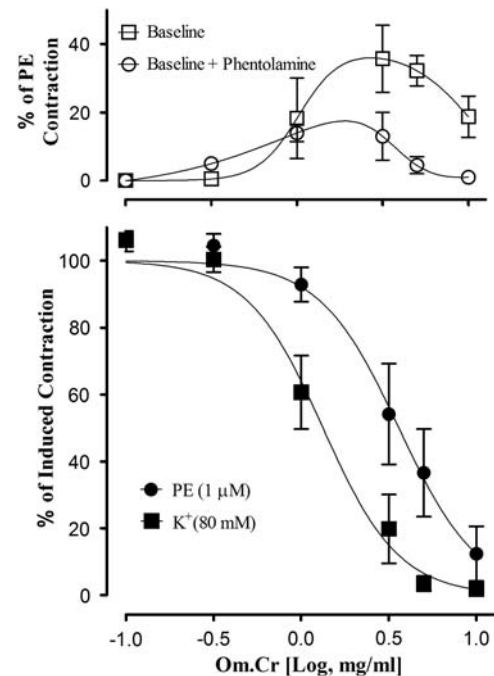 % of PE
Contraction
40
20
0
Baseline
Baseline + Phentolamine
% of Induced Contraction
100
80
60
40
20
0
PE (1 μM)
K⁺(80 mM)
-1.0 -0.5 0.0 0.5 1.0
Om.Cr [Log, mg/ml]